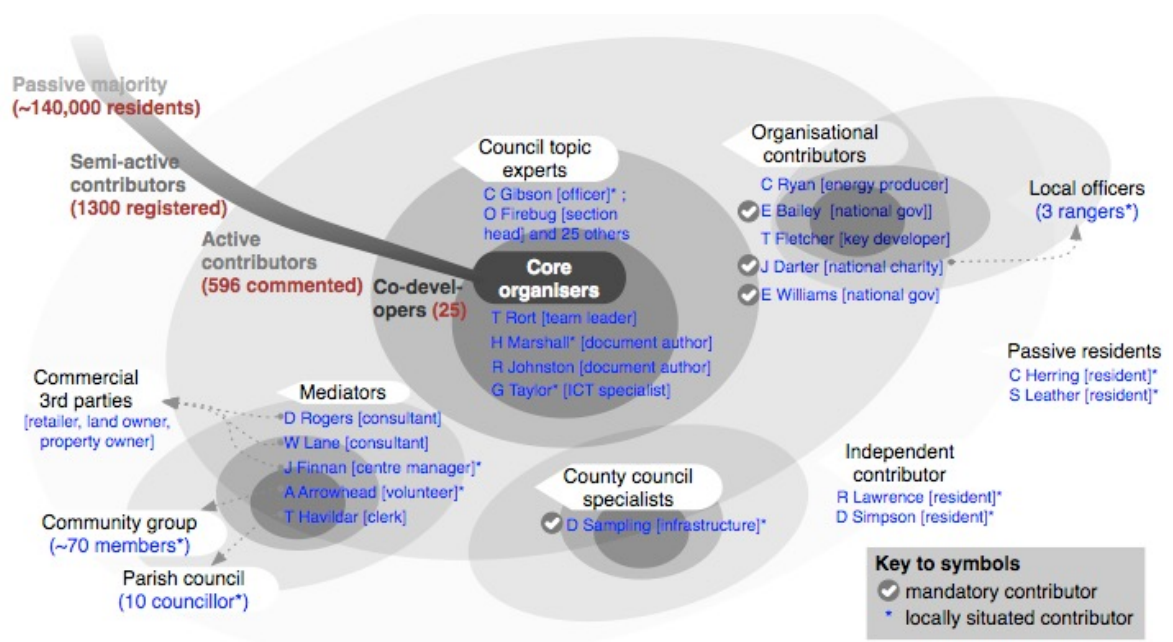 Passive majority
(~140,000 residents)
Semi-active
contributors
(1300 registered)
Active
contributors
(596 commented)
Co-devel-
opers (25)
Council topic
experts
C Gibson [officer]* ;
O Firebug [section
head] and 25 others
Core
organisers
T Rort [team leader]
H Marshall* [document author]
R Johnston [document author]
G Taylor* [ICT specialist]
Organisational
contributors
C Ryan [energy producer]
E Bailey [national gov]]
T Fletcher [key developer]
J Darter [national charity]
E Williams [national gov]
Local officers
(3 rangers*)
Passive residents
C Herring [resident]*
S Leather [resident]*
Commercial
3rd parties
[retailer, land owner,
property owner]
Mediators
D Rogers [consultant]
W Lane [consultant]
J Finnan [centre manager]*
A Arrowhead [volunteer]*
T Havildar [clerk]
Community group
(~70 members*)
Parish council
(10 councillor*)
County council
specialists
D Sampling [infrastructure]*
Independent
contributor
R Lawrence [resident]*
D Simpson [resident]*
Key to symbols
mandatory contributor
* locally situated contributor